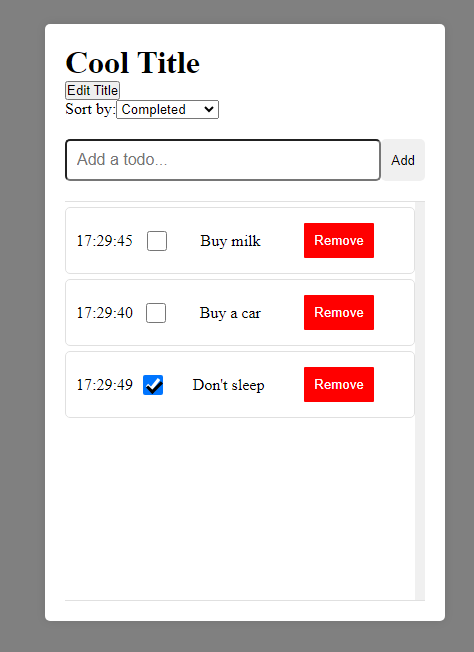 Cool Title
Edit Title
Sort by: Completed
Add a todo... Add
17:29:45 Buy milk Remove
17:29:40 Buy a car Remove
17:29:49 Don't sleep Remove